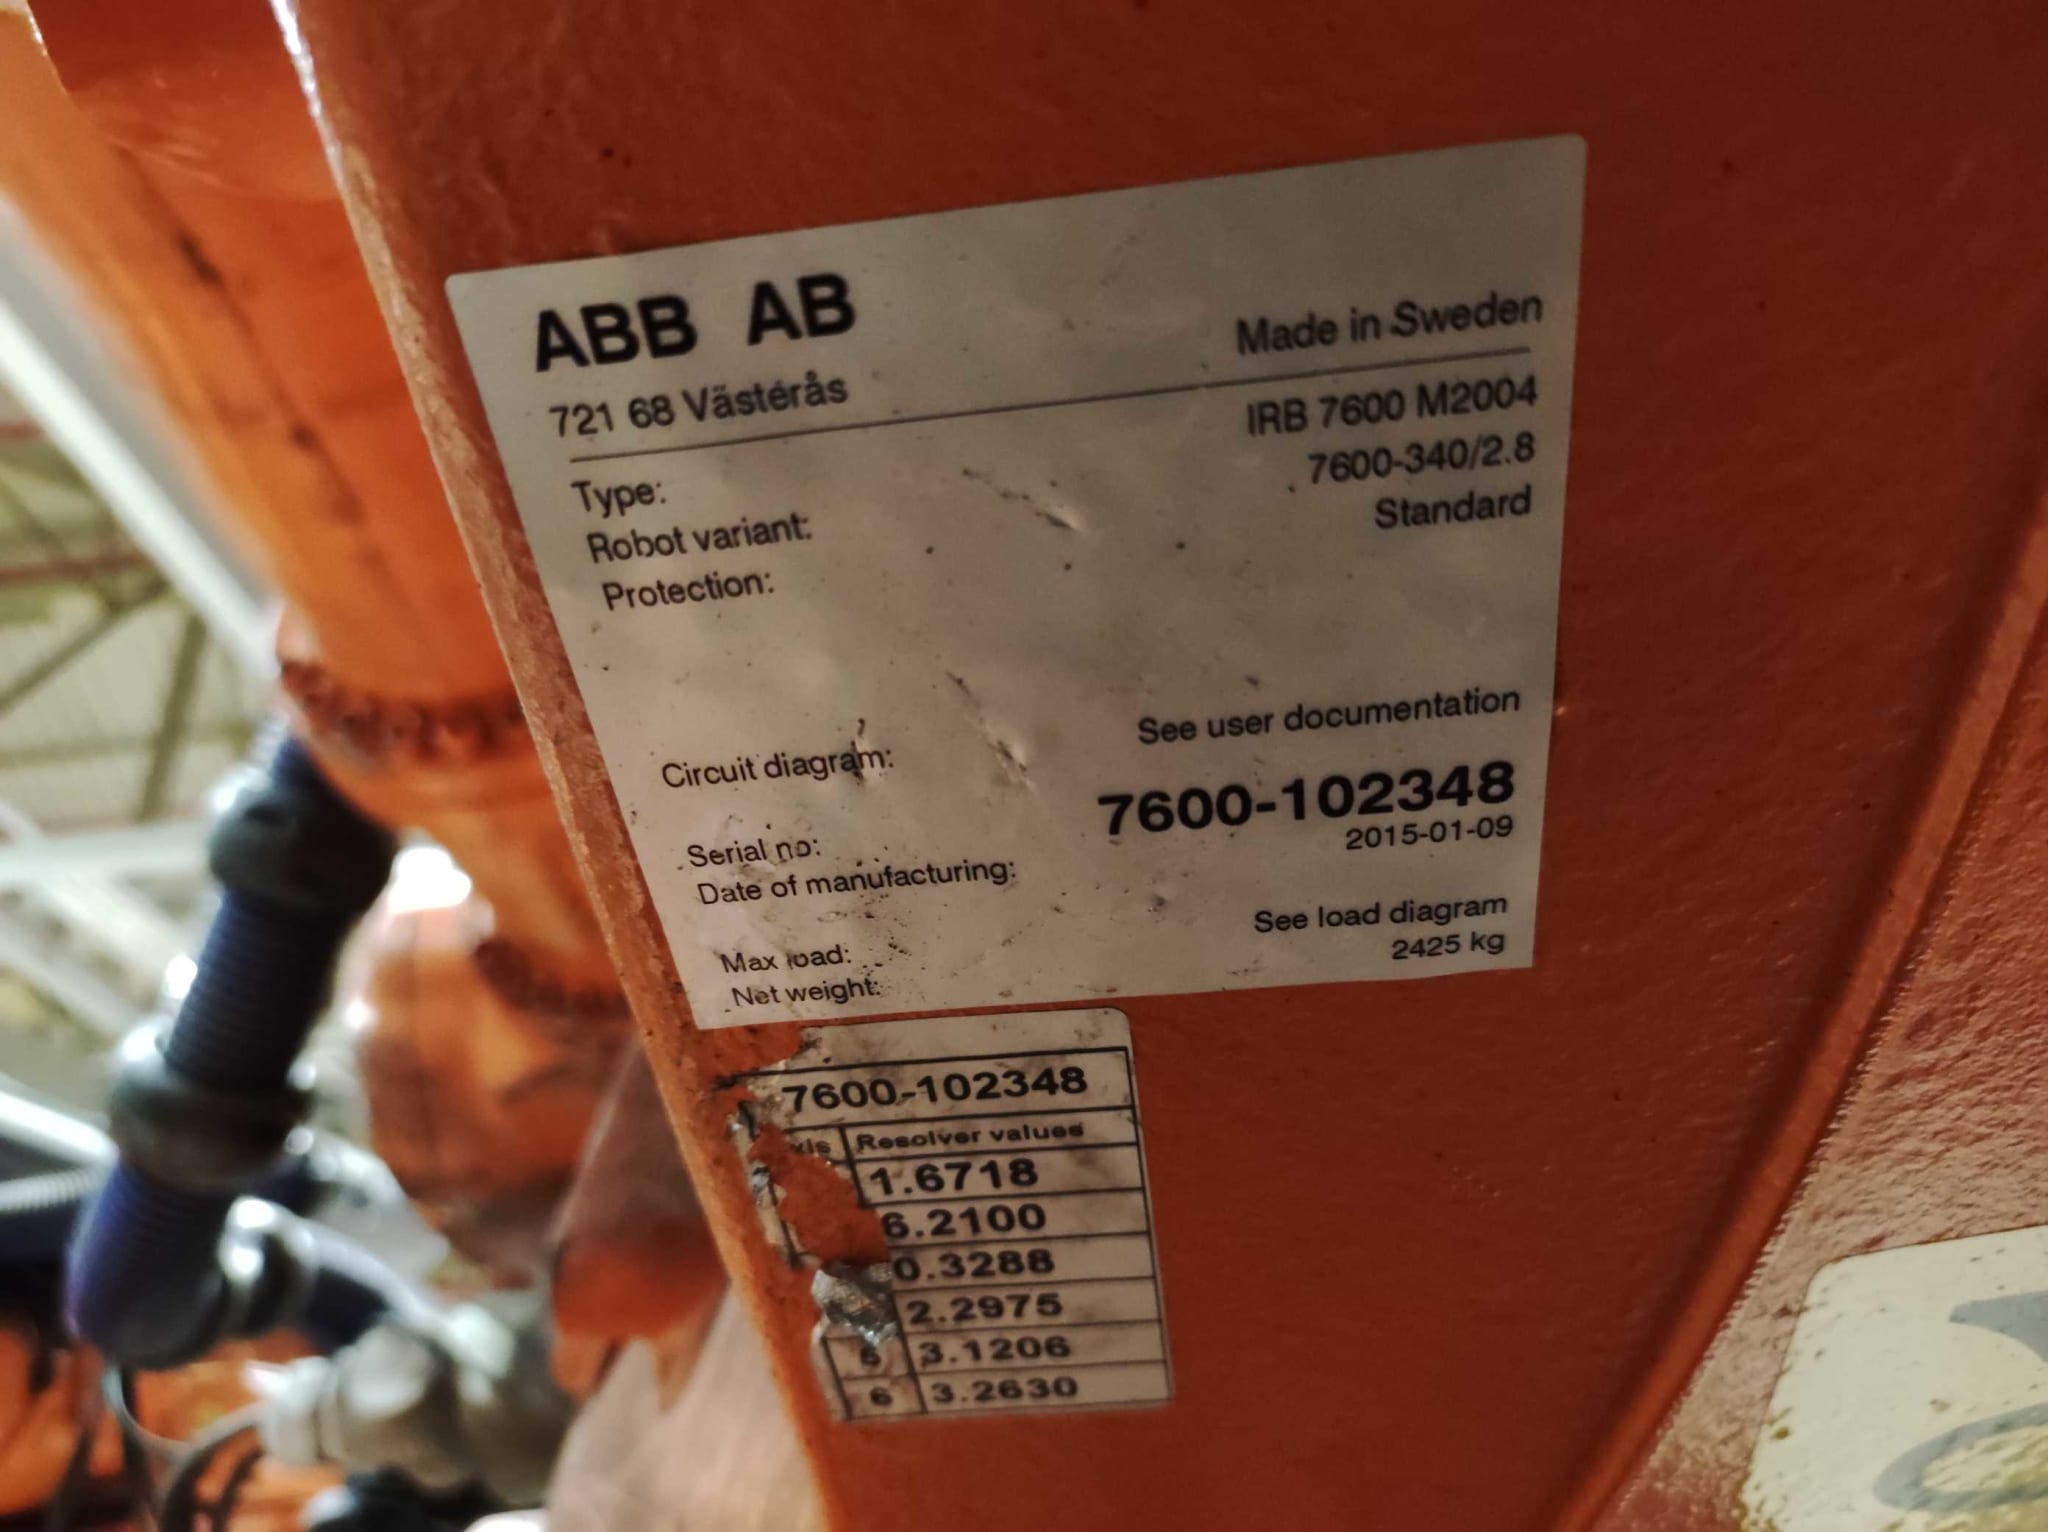 ABB AB
721 68 Västerås
Made in Sweden
Type: IRB 7600 M2004
Robot variant: 7600-340/2.8
Protection: Standard
Circuit diagram: See user documentation
Serial no: 7600-102348
Date of manufacturing: 2015-01-09
Max load: See load diagram
Net weight: 2425 kg
7600-102348
Resolver values
1.6718
6.2100
0.3288
2.2975
5 3.1206
6 3.2630